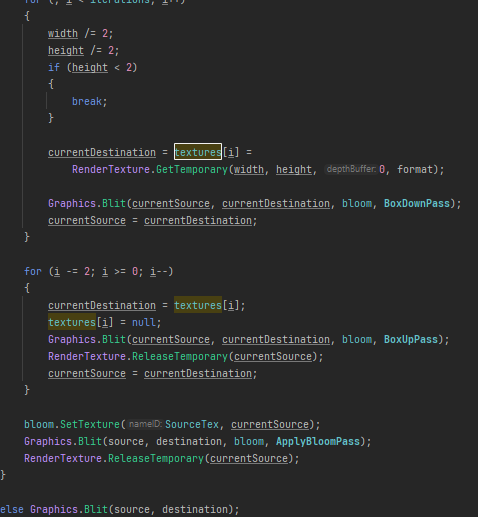 for (; i < iterations; i--)
{
width /= 2;
height /= 2;
if (height < 2)
{
break;
}
currentDestination = textures[i] =
RenderTexture.GetTemporary(width, height, depthBuffer: 0, format);
Graphics.Blit(currentSource, currentDestination, bloom, BoxDownPass);
currentSource = currentDestination;
}
for (i -= 2; i >= 0; i--)
{
currentDestination = textures[i];
textures[i] = null;
Graphics.Blit(currentSource, currentDestination, bloom, BoxUpPass);
RenderTexture.ReleaseTemporary(currentSource);
currentSource = currentDestination;
}
bloom.SetTexture( nameID: SourceTex, currentSource);
Graphics.Blit(source, destination, bloom, ApplyBloomPass);
RenderTexture.ReleaseTemporary(currentSource);
}
else Graphics.Blit(source, destination);